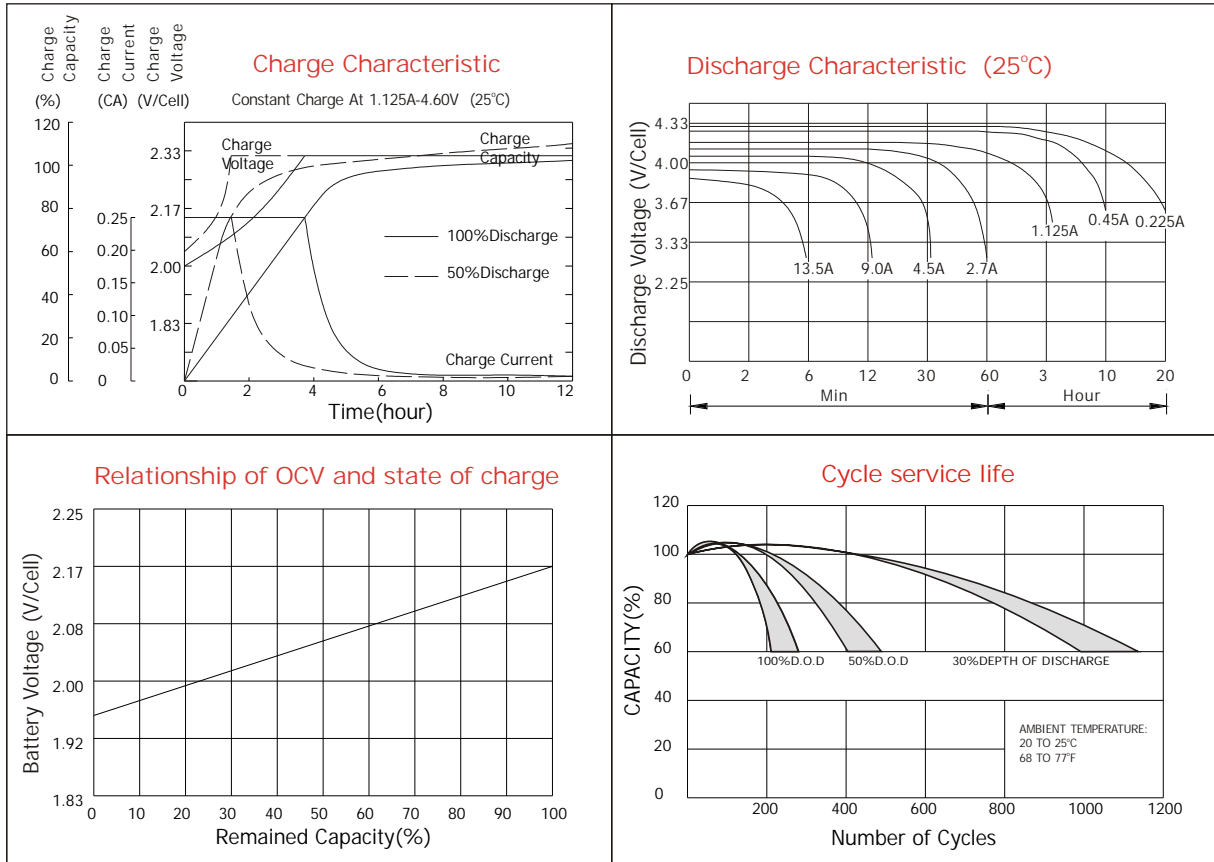 Charge Capacity
Charge Current
Charge Voltage
(%)
(CA)
(V/Cell)
Charge Characteristic
Constant Charge At 1.125A-4.60V (25°C)
120
100
80
60
40
20
0
0.25
0.20
0.15
0.10
0.05
0
2.33
2.17
2.00
1.83
Charge Voltage
Charge Capacity
100%Discharge
50%Discharge
Charge Current
0 2 4 6 8 10 12
Time(hour)
Discharge Characteristic (25°C)
Discharge Voltage (V/Cell)
4.33
4.00
3.67
3.33
2.25
13.5A 9.0A 4.5A 2.7A 1.125A 0.45A 0.225A
0 2 6 12 30 60 3 10 20
Min Hour
Relationship of OCV and state of charge
Battery Voltage (V/Cell)
2.25
2.17
2.08
2.00
1.92
1.83
0 10 20 30 40 50 60 70 80 90 100
Remained Capacity(%)
Cycle service life
CAPACITY(%)
120
100
80
60
40
20
0
100%D.O.D 50%D.O.D 30%DEPTH OF DISCHARGE
AMBIENT TEMPERATURE:
20 TO 25°C
68 TO 77°F
200 400 600 800 1000 1200
Number of Cycles